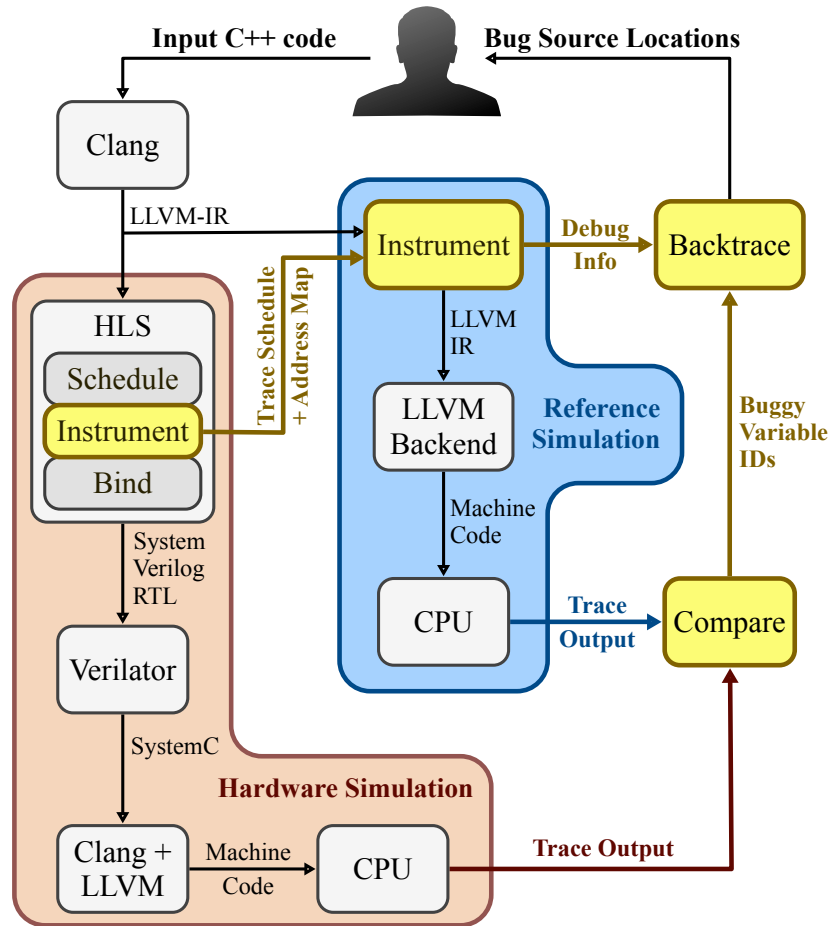 Input C++ code
Bug Source Locations
Clang
LLVM-IR
Instrument
Debug
Info
Backtrace
HLS
Schedule
Instrument
Bind
Trace Schedule
+ Address Map
LLVM
IR
LLVM
Backend
Reference
Simulation
Buggy
Variable
IDs
Machine
Code
System
Verilog
RTL
CPU
Trace
Output
Compare
Verilator
SystemC
Hardware Simulation
Clang +
LLVM
Machine
Code
CPU
Trace Output